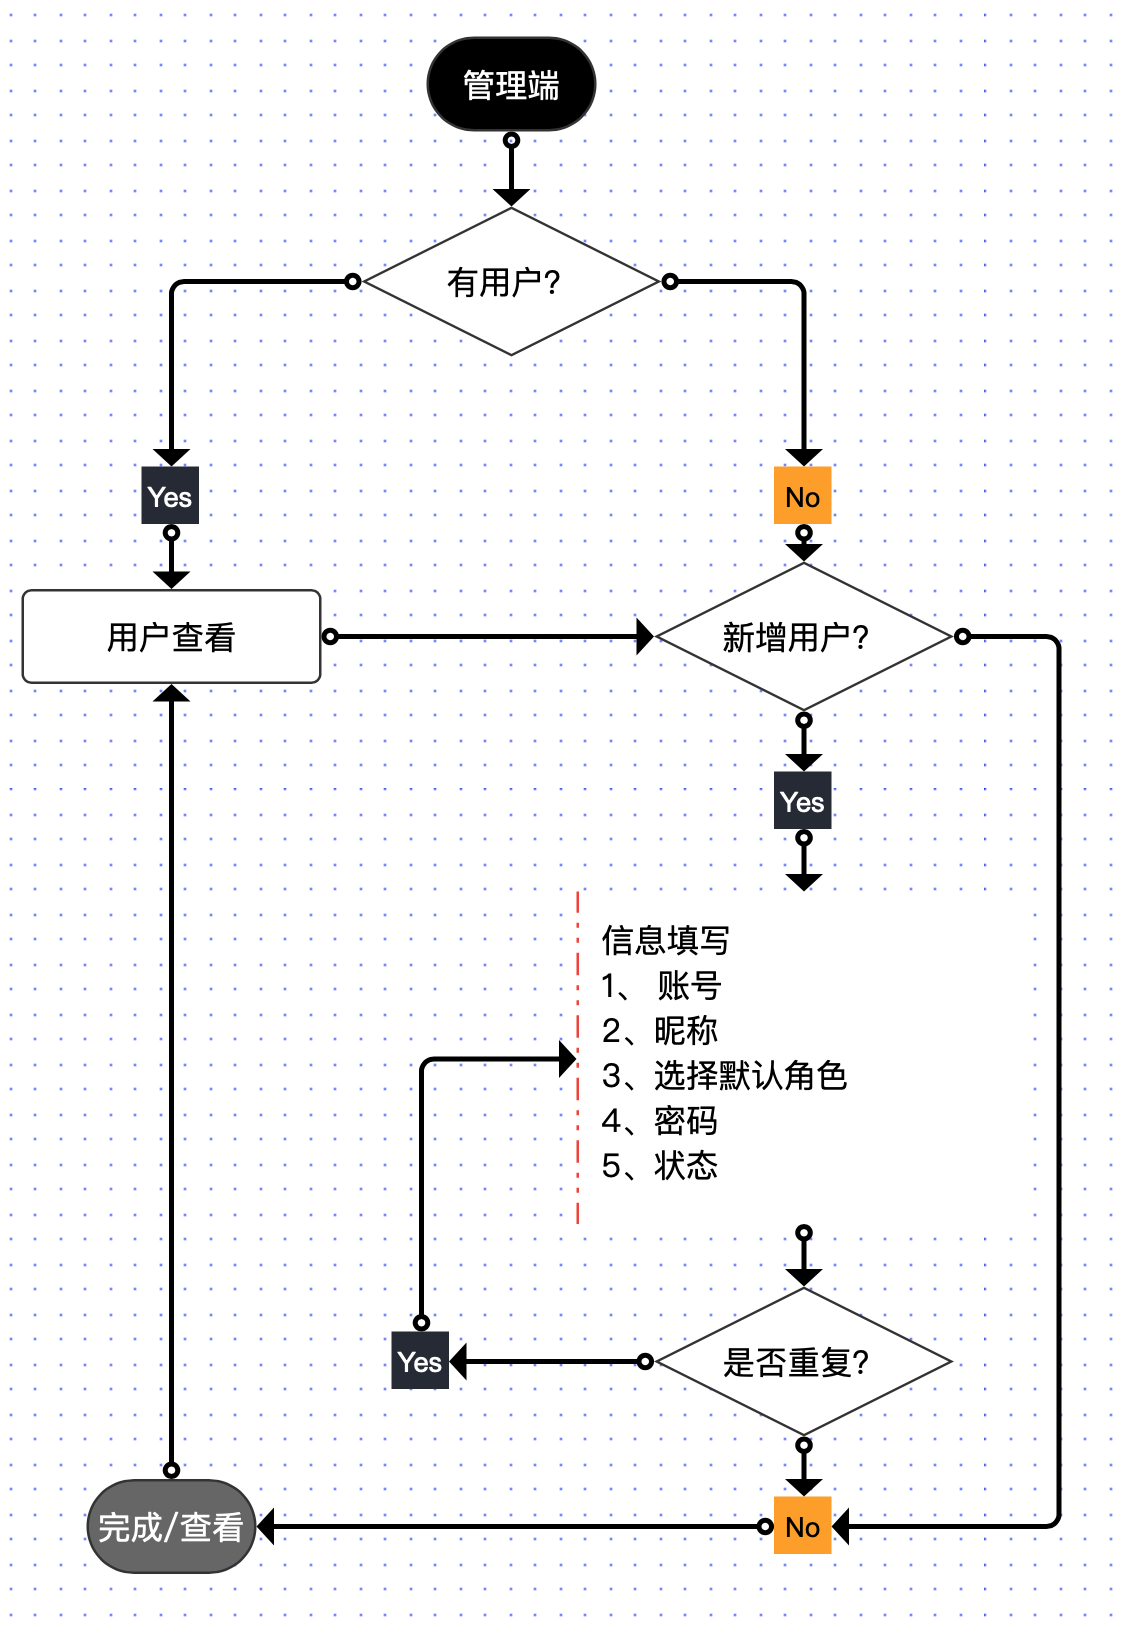 管理端
有用户?
Yes
No
用户查看
新增用户?
Yes
信息填写
1、 账号
2、昵称
3、选择默认角色
4、密码
5、状态
Yes
是否重复?
完成/查看
No